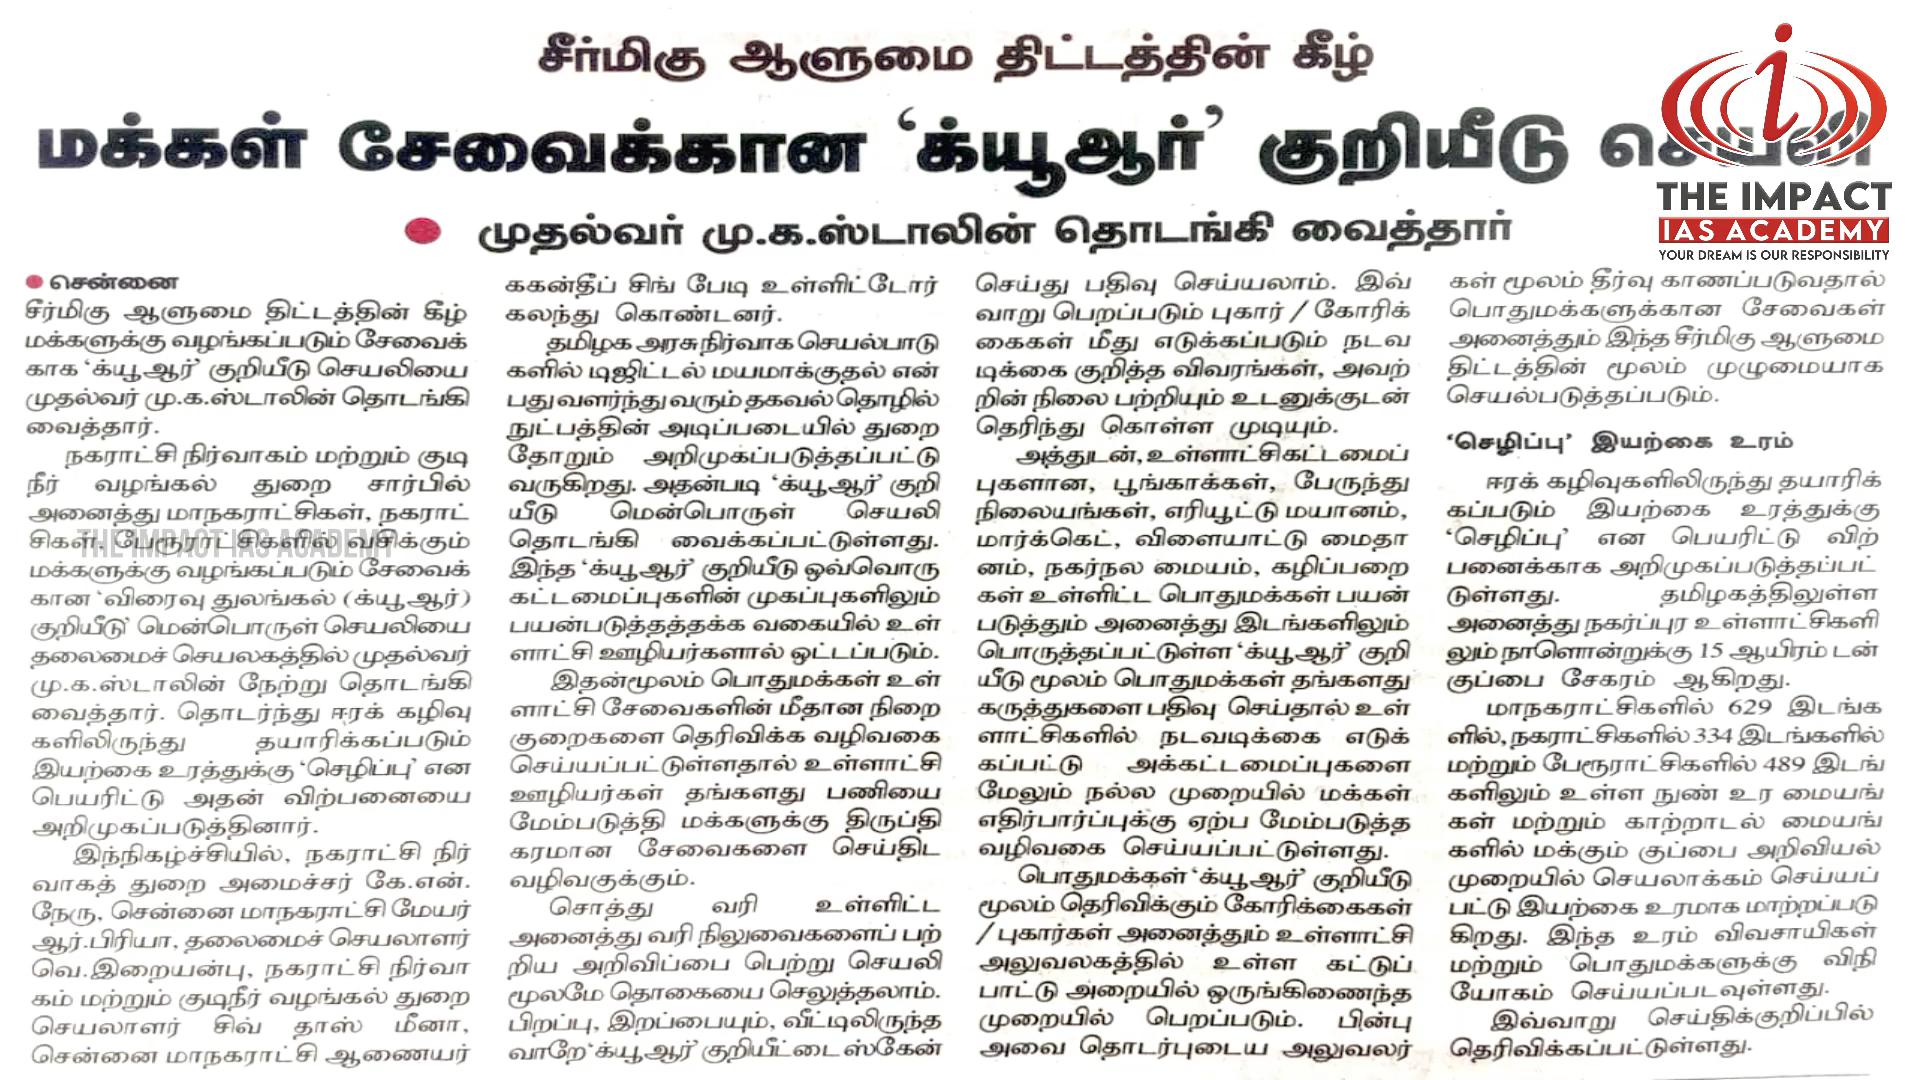 சீர்மிகு ஆளுமை திட்டத்தின் கீழ்
மக்கள் சேவைக்கான ‘க்யூஆர்’ குறியீடு செயலி
● முதல்வர் மு.க.ஸ்டாலின் தொடங்கி வைத்தார்
THE IMPACT
IAS ACADEMY
YOUR DREAM IS OUR RESPONSIBILITY
● சென்னை
சீர்மிகு ஆளுமை திட்டத்தின் கீழ்
மக்களுக்கு வழங்கப்படும் சேவைக்
காக ‘க்யூஆர்’ குறியீடு செயலியை
முதல்வர் மு.க.ஸ்டாலின் தொடங்கி
வைத்தார்.
நகராட்சி நிர்வாகம் மற்றும் குடி
நீர் வழங்கல் துறை சார்பில்
அனைத்து மாநகராட்சிகள், நகராட்
சிகள், பேரூராட்சிகளில் வசிக்கும்
THE IMPACT IAS ACADEMY
மக்களுக்கு வழங்கப்படும் சேவைக்
கான ‘விரைவு துலங்கல் (க்யூஆர்)
குறியீடு’ மென்பொருள் செயலியை
தலைமைச் செயலகத்தில் முதல்வர்
மு.க.ஸ்டாலின் நேற்று தொடங்கி
வைத்தார். தொடர்ந்து ஈரக் கழிவு
களிலிருந்து தயாரிக்கப்படும்
இயற்கை உரத்துக்கு ‘செழிப்பு’ என
பெயரிட்டு அதன் விற்பனையை
அறிமுகப்படுத்தினார்.
இந்நிகழ்ச்சியில், நகராட்சி நிர்
வாகத் துறை அமைச்சர் கே.என்.
நேரு, சென்னை மாநகராட்சி மேயர்
ஆர்.பிரியா, தலைமைச் செயலாளர்
வெ.இறையன்பு, நகராட்சி நிர்வா
கம் மற்றும் குடிநீர் வழங்கல் துறை
செயலாளர் சிவ் தாஸ் மீனா,
சென்னை மாநகராட்சி ஆணையர்
ககன்தீப் சிங் பேடி உள்ளிட்டோர்
கலந்து கொண்டனர்.
தமிழக அரசு நிர்வாக செயல்பாடு
களில் டிஜிட்டல் மயமாக்குதல் என்
பது வளர்ந்து வரும் தகவல் தொழில்
நுட்பத்தின் அடிப்படையில் துறை
தோறும் அறிமுகப்படுத்தப்பட்டு
வருகிறது. அதன்படி ‘க்யூஆர்’ குறி
யீடு மென்பொருள் செயலி
தொடங்கி வைக்கப்பட்டுள்ளது.
இந்த ‘க்யூஆர்’ குறியீடு ஒவ்வொரு
கட்டமைப்புகளின் முகப்புகளிலும்
பயன்படுத்தத்தக்க வகையில் உள்
ளாட்சி ஊழியர்களால் ஒட்டப்படும்.
இதன்மூலம் பொதுமக்கள் உள்
ளாட்சி சேவைகளின் மீதான நிறை
குறைகளை தெரிவிக்க வழிவகை
செய்யப்பட்டுள்ளதால் உள்ளாட்சி
ஊழியர்கள் தங்களது பணியை
மேம்படுத்தி மக்களுக்கு திருப்தி
கரமான சேவைகளை செய்திட
வழிவகுக்கும்.
சொத்து வரி உள்ளிட்ட
அனைத்து வரி நிலுவைகளைப் பற்
றிய அறிவிப்பை பெற்று செயலி
மூலமே தொகையை செலுத்தலாம்.
பிறப்பு, இறப்பையும், வீட்டிலிருந்த
வாறே ‘க்யூஆர்’ குறியீட்டை ஸ்கேன்
செய்து பதிவு செய்யலாம். இவ்
வாறு பெறப்படும் புகார் / கோரிக்
கைகள் மீது எடுக்கப்படும் நடவ
டிக்கை குறித்த விவரங்கள், அவற்
றின் நிலை பற்றியும் உடனுக்குடன்
தெரிந்து கொள்ள முடியும்.
அத்துடன், உள்ளாட்சி கட்டமைப்
புகளான, பூங்காக்கள், பேருந்து
நிலையங்கள், எரியூட்டு மயானம்,
மார்க்கெட், விளையாட்டு மைதா
னம், நகர்நல மையம், கழிப்பறை
கள் உள்ளிட்ட பொதுமக்கள் பயன்
படுத்தும் அனைத்து இடங்களிலும்
பொருத்தப்பட்டுள்ள ‘க்யூஆர்’ குறி
யீடு மூலம் பொதுமக்கள் தங்களது
கருத்துகளை பதிவு செய்தால் உள்
ளாட்சிகளில் நடவடிக்கை எடுக்
கப்பட்டு அக்கட்டமைப்புகளை
மேலும் நல்ல முறையில் மக்கள்
எதிர்பார்ப்புக்கு ஏற்ப மேம்படுத்த
வழிவகை செய்யப்பட்டுள்ளது.
பொதுமக்கள் ‘க்யூஆர்’ குறியீடு
மூலம் தெரிவிக்கும் கோரிக்கைகள்
/ புகார்கள் அனைத்தும் உள்ளாட்சி
அலுவலகத்தில் உள்ள கட்டுப்
பாட்டு அறையில் ஒருங்கிணைந்த
முறையில் பெறப்படும். பின்பு
அவை தொடர்புடைய அலுவலர்
கள் மூலம் தீர்வு காணப்படுவதால்
பொதுமக்களுக்கான சேவைகள்
அனைத்தும் இந்த சீர்மிகு ஆளுமை
திட்டத்தின் மூலம் முழுமையாக
செயல்படுத்தப்படும்.
‘செழிப்பு’ இயற்கை உரம்
ஈரக் கழிவுகளிலிருந்து தயாரிக்
கப்படும் இயற்கை உரத்துக்கு
‘செழிப்பு’ என பெயரிட்டு விற்
பனைக்காக அறிமுகப்படுத்தப்பட்
டுள்ளது. தமிழகத்திலுள்ள
அனைத்து நகர்ப்புர உள்ளாட்சிகளி
லும் நாளொன்றுக்கு 15 ஆயிரம் டன்
குப்பை சேகரம் ஆகிறது.
மாநகராட்சிகளில் 629 இடங்க
ளில், நகராட்சிகளில் 334 இடங்களில்
மற்றும் பேரூராட்சிகளில் 489 இடங்
களிலும் உள்ள நுண் உர மையங்
கள் மற்றும் காற்றாடல் மையங்
களில் மக்கும் குப்பை அறிவியல்
முறையில் செயலாக்கம் செய்யப்
பட்டு இயற்கை உரமாக மாற்றப்படு
கிறது. இந்த உரம் விவசாயிகள்
மற்றும் பொதுமக்களுக்கு விநி
யோகம் செய்யப்படவுள்ளது.
இவ்வாறு செய்திக்குறிப்பில்
தெரிவிக்கப்பட்டுள்ளது.